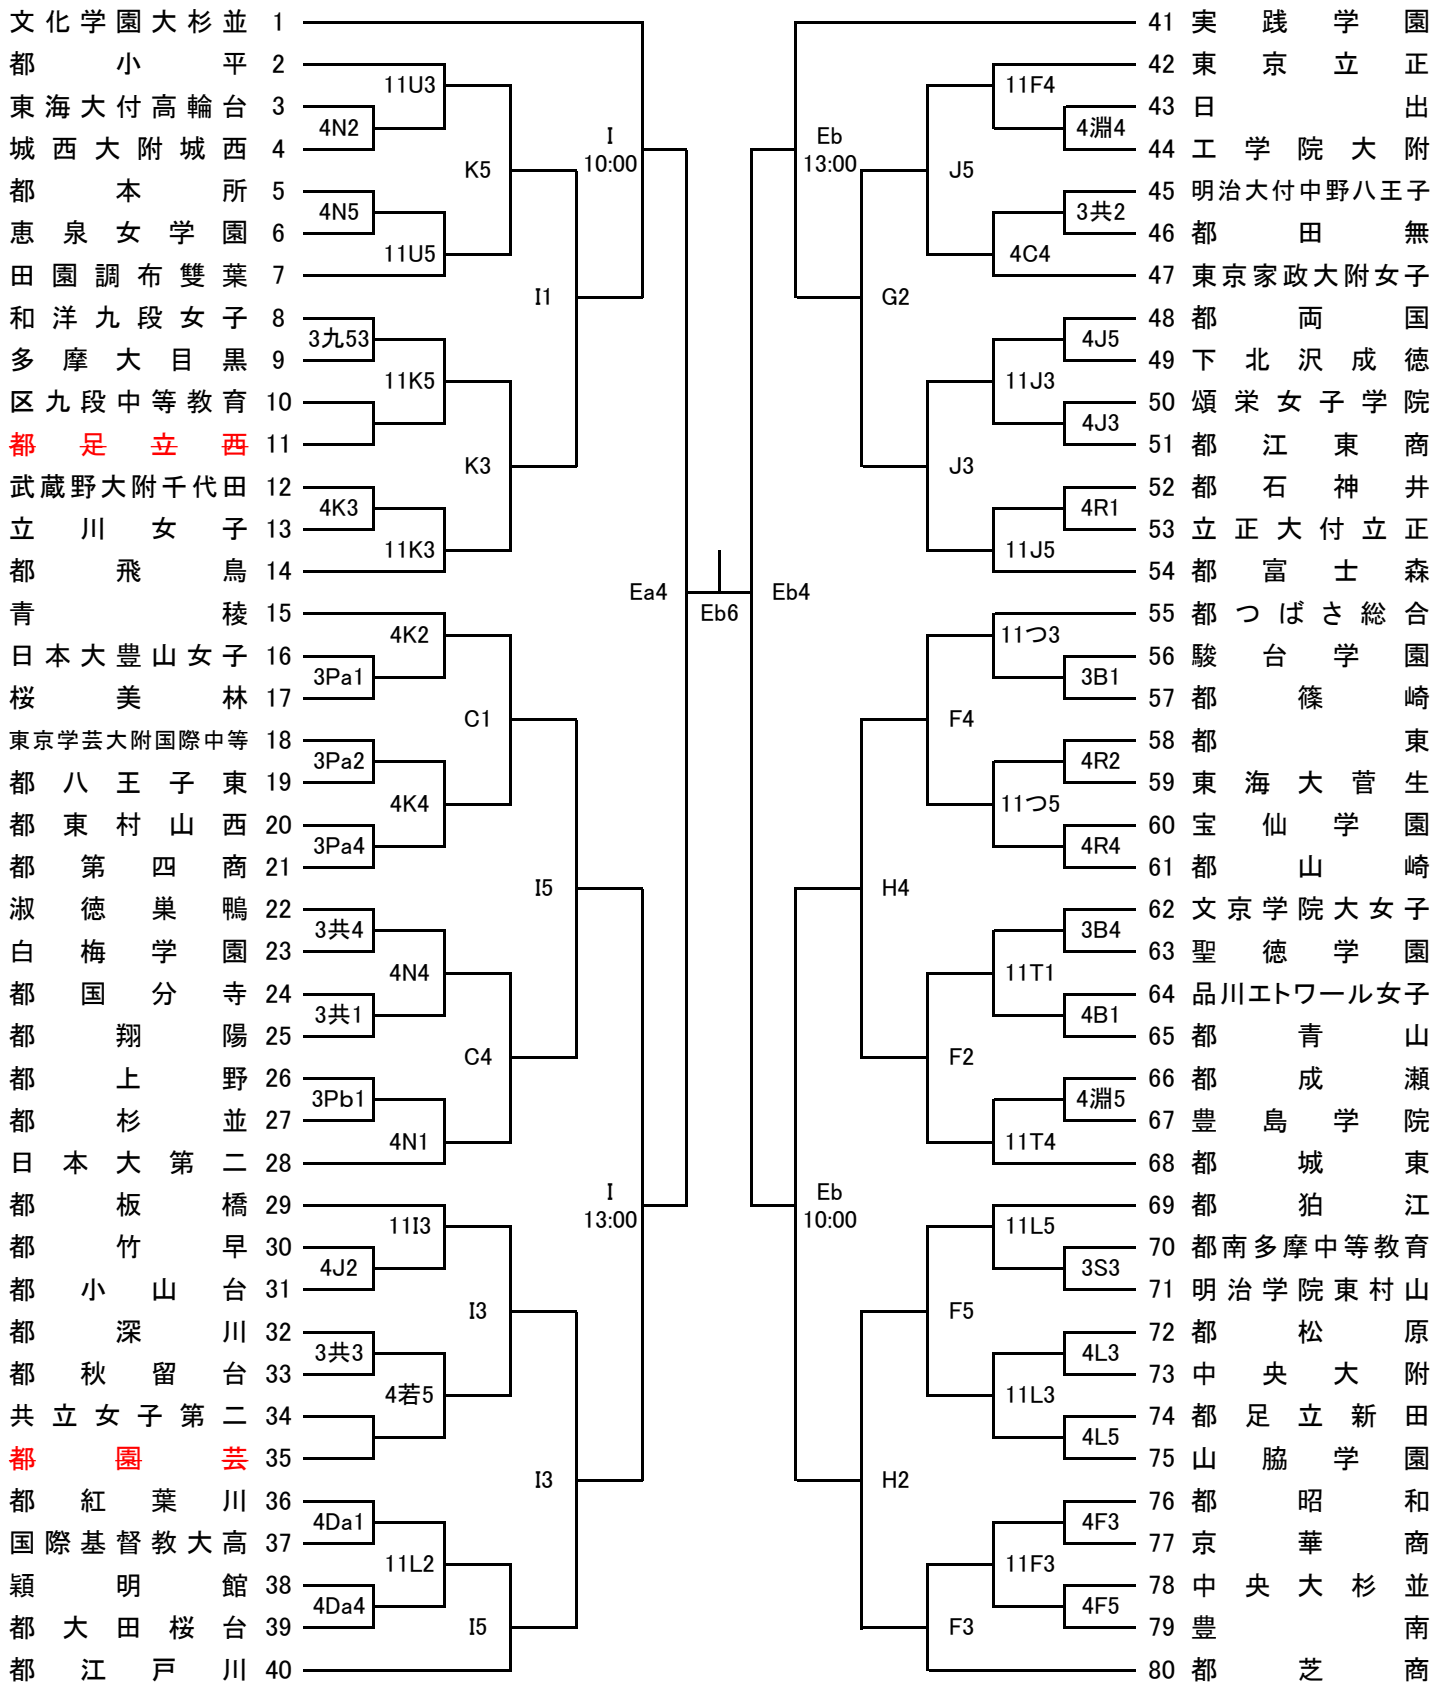 文化学園大杉並 1
都小平 2
東海大付高輪台 3
城西大附城西 4
都本所 5
恵泉女学園 6
田園調布雙葉 7
和洋九段女子 8
多摩大目黒 9
区九段中等教育 10
都足立西 11
武蔵野大附千代田 12
立川女子 13
都飛鳥 14
青稜 15
日本大豊山女子 16
桜美林 17
東京学芸大附国際中等 18
都八王子東 19
都東村山西 20
都第四商 21
淑徳巣鴨 22
白梅学園 23
都国分寺 24
都翔陽 25
都上野 26
都杉並 27
日本大第二 28
都板橋 29
都竹早 30
都小山台 31
都深川 32
都秋留台 33
共立女子第二 34
都園芸 35
都紅葉川 36
国際基督教大高 37
穎明館 38
都大田桜台 39
都江戸川 40
4N2
4N5
3九53
4K3
3Pa1
3Pa2
3Pa4
3共4
3共1
3Pb1
4J2
3共3
4Da1
4Da4
11U3
11U5
11K5
11K3
4K2
4K4
4N4
4N1
11I3
4若5
11L2
K5
K3
C1
C4
I3
I5
I1
I5
I3
I
10:00
I
13:00
Ea4
Eb6
Eb4
Eb
13:00
Eb
10:00
G2
H4
H2
J5
J3
F4
F2
F5
F3
11F4
4C4
11J3
11J5
11つ3
11つ5
11T1
11T4
11L5
11L3
11F3
4淵4
3共2
4J5
4J3
4R1
3B1
4R2
4R4
3B4
4B1
4淵5
3S3
4L3
4L5
4F3
4F5
41 実践学園
42 東京立正
43 日出
44 工学院大附
45 明治大付中野八王子
46 都田無
47 東京家政大附女子
48 都両国
49 下北沢成徳
50 頌栄女子学院
51 都江東商
52 都石神井
53 立正大付立正
54 都富士森
55 都つばさ総合
56 駿台学園
57 都篠崎
58 都東
59 東海大菅生
60 宝仙学園
61 都山崎
62 文京学院大女子
63 聖徳学園
64 品川エトワール女子
65 都青山
66 都成瀬
67 豊島学院
68 都城東
69 都狛江
70 都南多摩中等教育
71 明治学院東村山
72 都松原
73 中央大附
74 都足立新田
75 山脇学園
76 都昭和
77 京華商
78 中央大杉並
79 豊南
80 都芝商